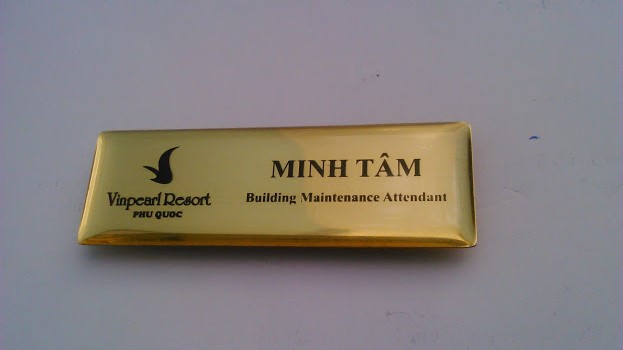 Vinpearl Resort
PHU QUOC
MINH TÂM
Building Maintenance Attendant